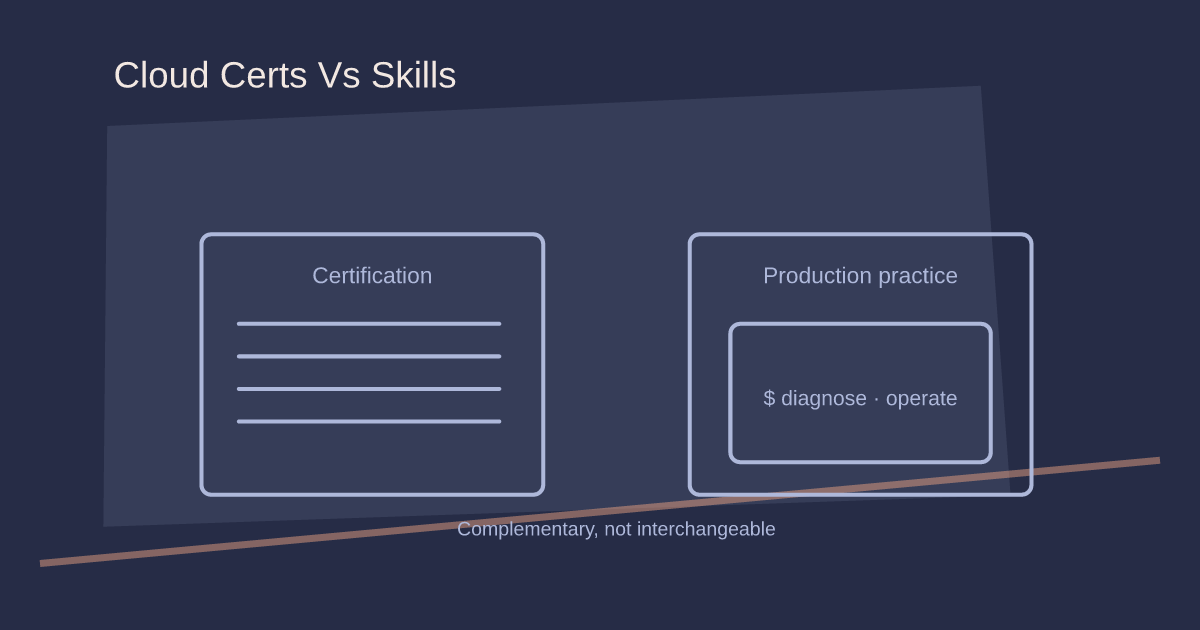 Cloud Certs Vs Skills
Certification
Production practice
$ diagnose · operate
Complementary, not interchangeable